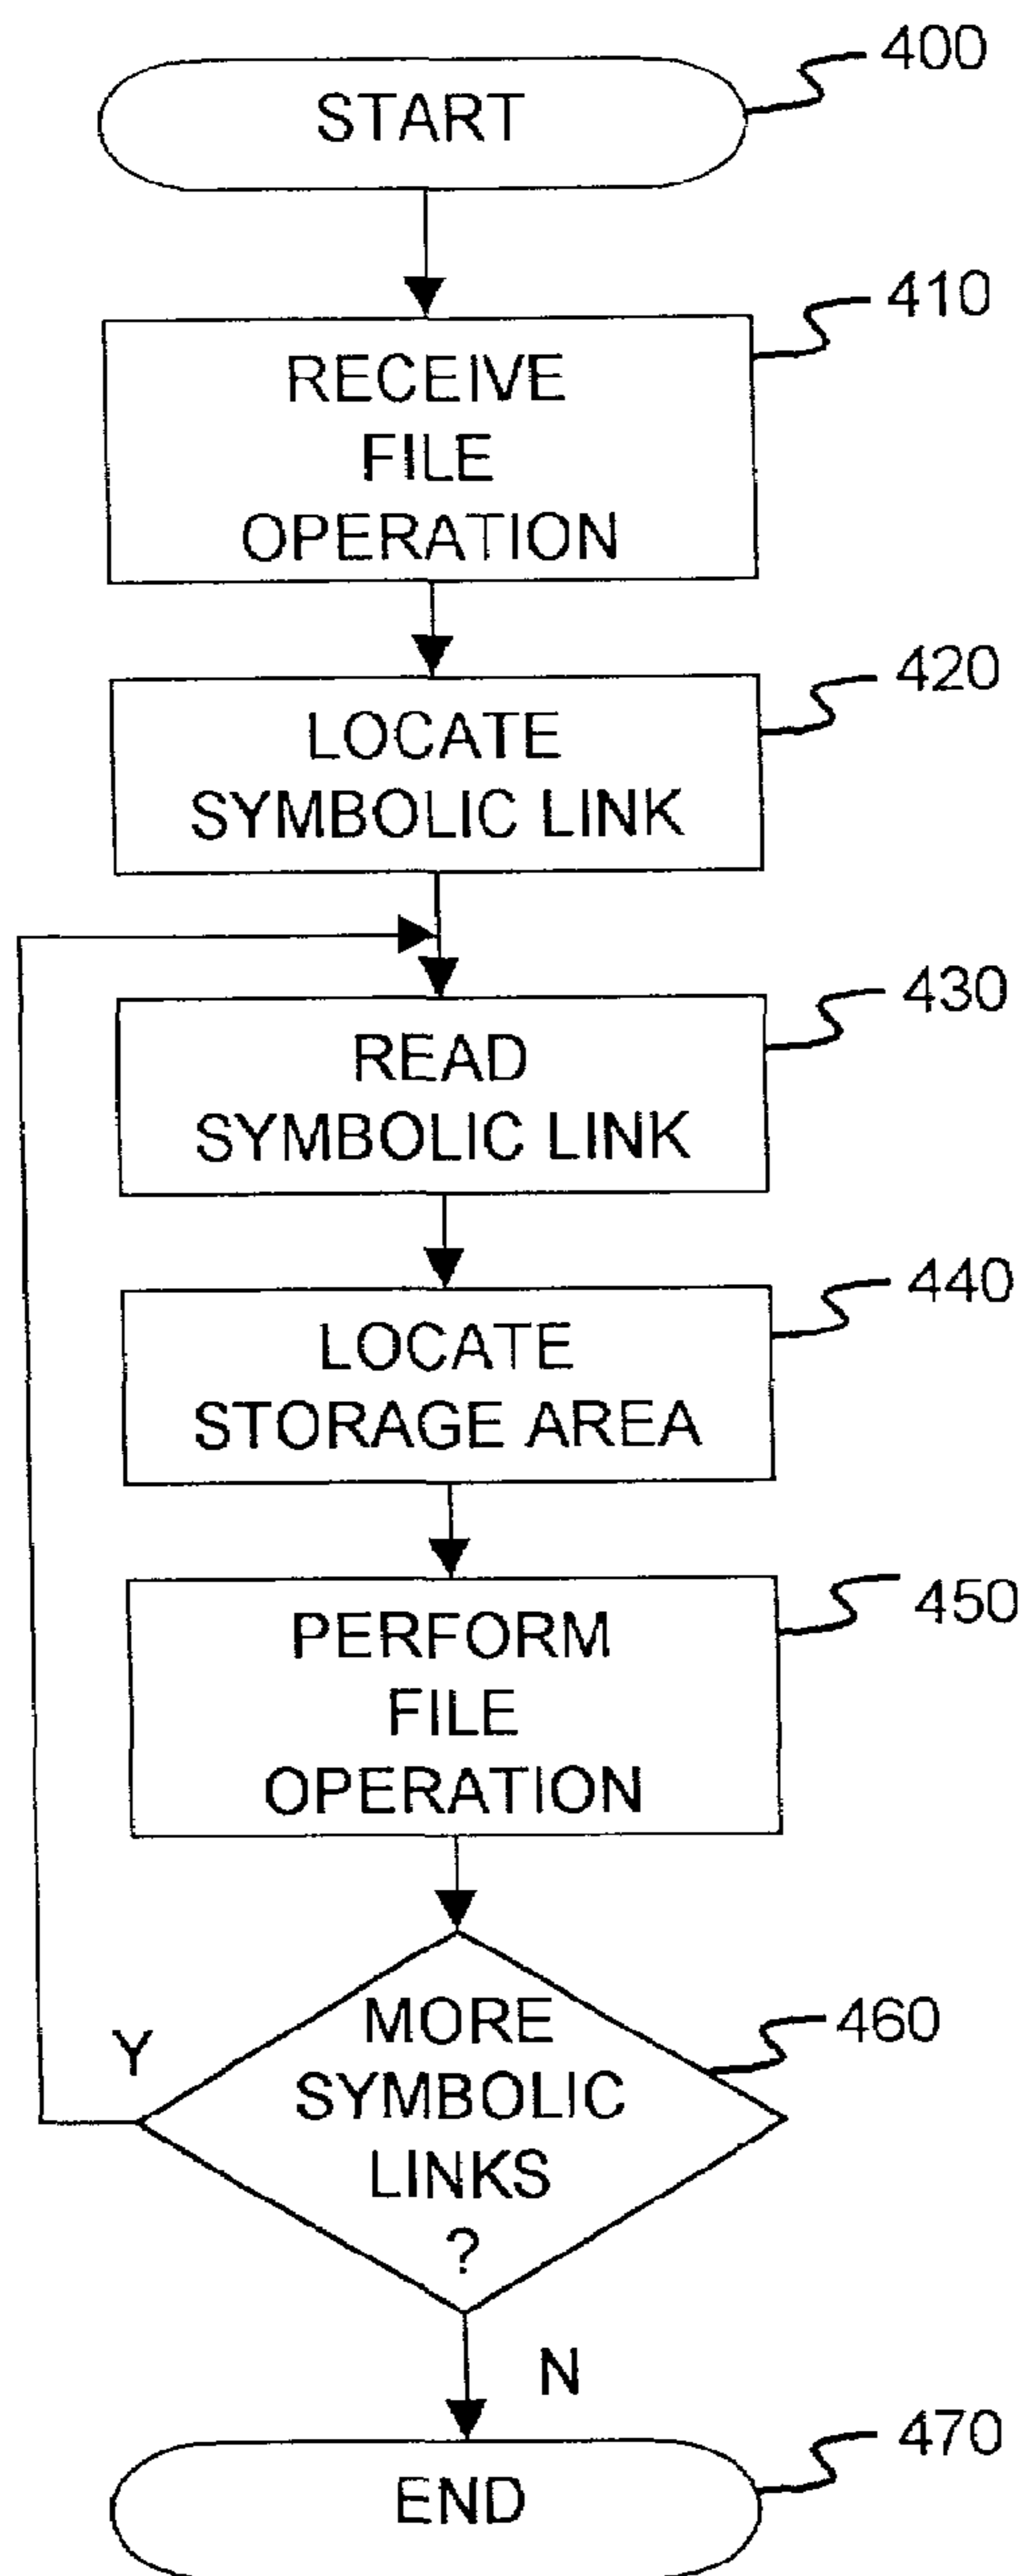 400
START
410
RECEIVE
FILE
OPERATION
420
LOCATE
SYMBOLIC LINK
430
READ
SYMBOLIC LINK
440
LOCATE
STORAGE AREA
450
PERFORM
FILE
OPERATION
460
MORE
SYMBOLIC
LINKS
?
Y
N
470
END